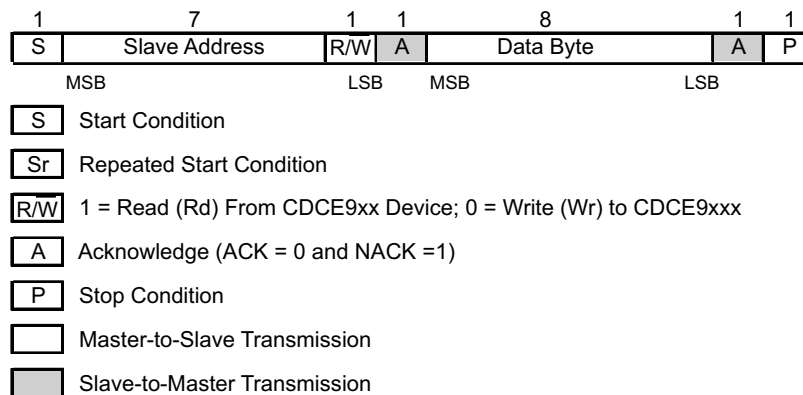 1 7 1 1 8 1 1
S Slave Address R/W̅ A Data Byte A P
MSB LSB MSB LSB
S Start Condition
Sr Repeated Start Condition
R/W̅ 1 = Read (Rd) From CDCE9xx Device; 0 = Write (Wr) to CDCE9xxx
A Acknowledge (ACK = 0 and NACK =1)
P Stop Condition
Master-to-Slave Transmission
Slave-to-Master Transmission